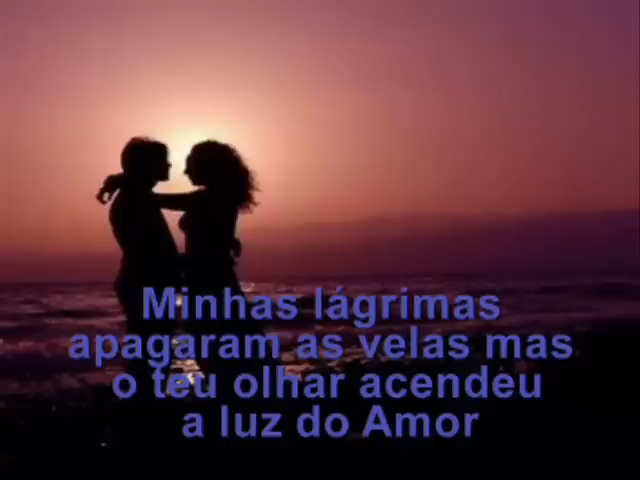 Minhas lágrimas
apagaram as velas mas
o teu olhar acendeu
a luz do Amor